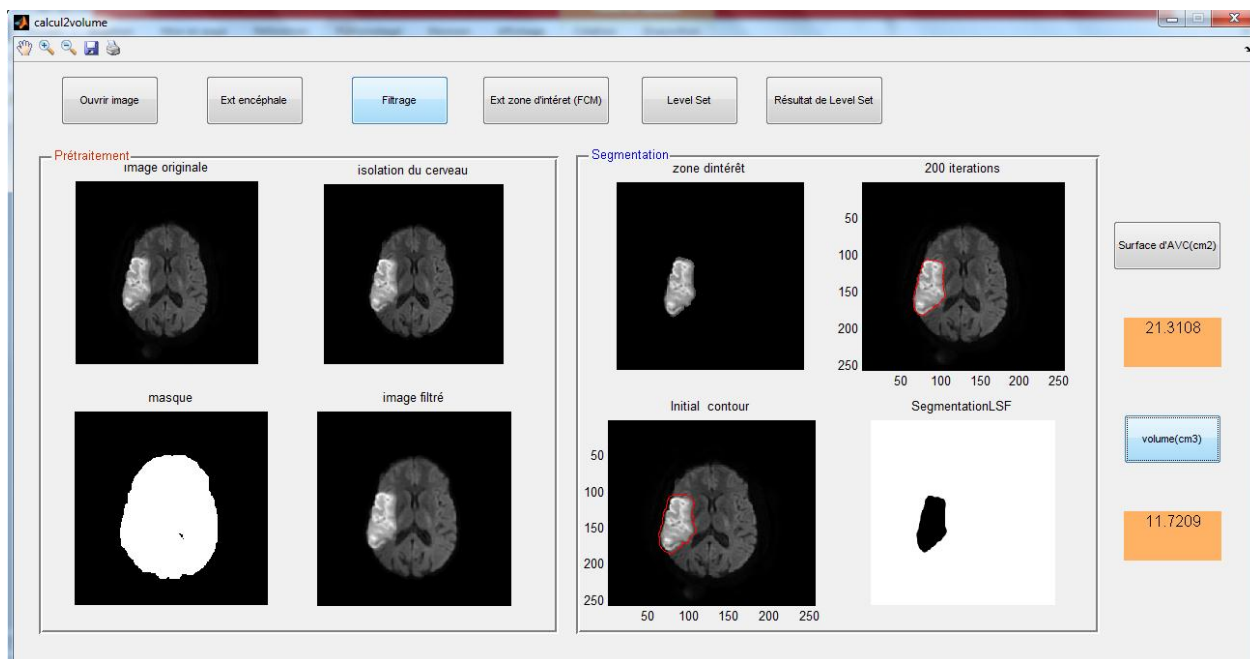 calcul2volume
Ouvrir image
Ext encéphale
Filtrage
Ext zone d'intéret (FCM)
Level Set
Résultat de Level Set
Prétraitement
image originale
isolation du cerveau
masque
image filtré
Segmentation
zone dintérêt
200 iterations
50
100
150
200
250
50 100 150 200 250
Initial contour
50
100
150
200
250
50 100 150 200 250
SegmentationLSF
Surface d'AVC(cm2)
21.3108
volume(cm3)
11.7209